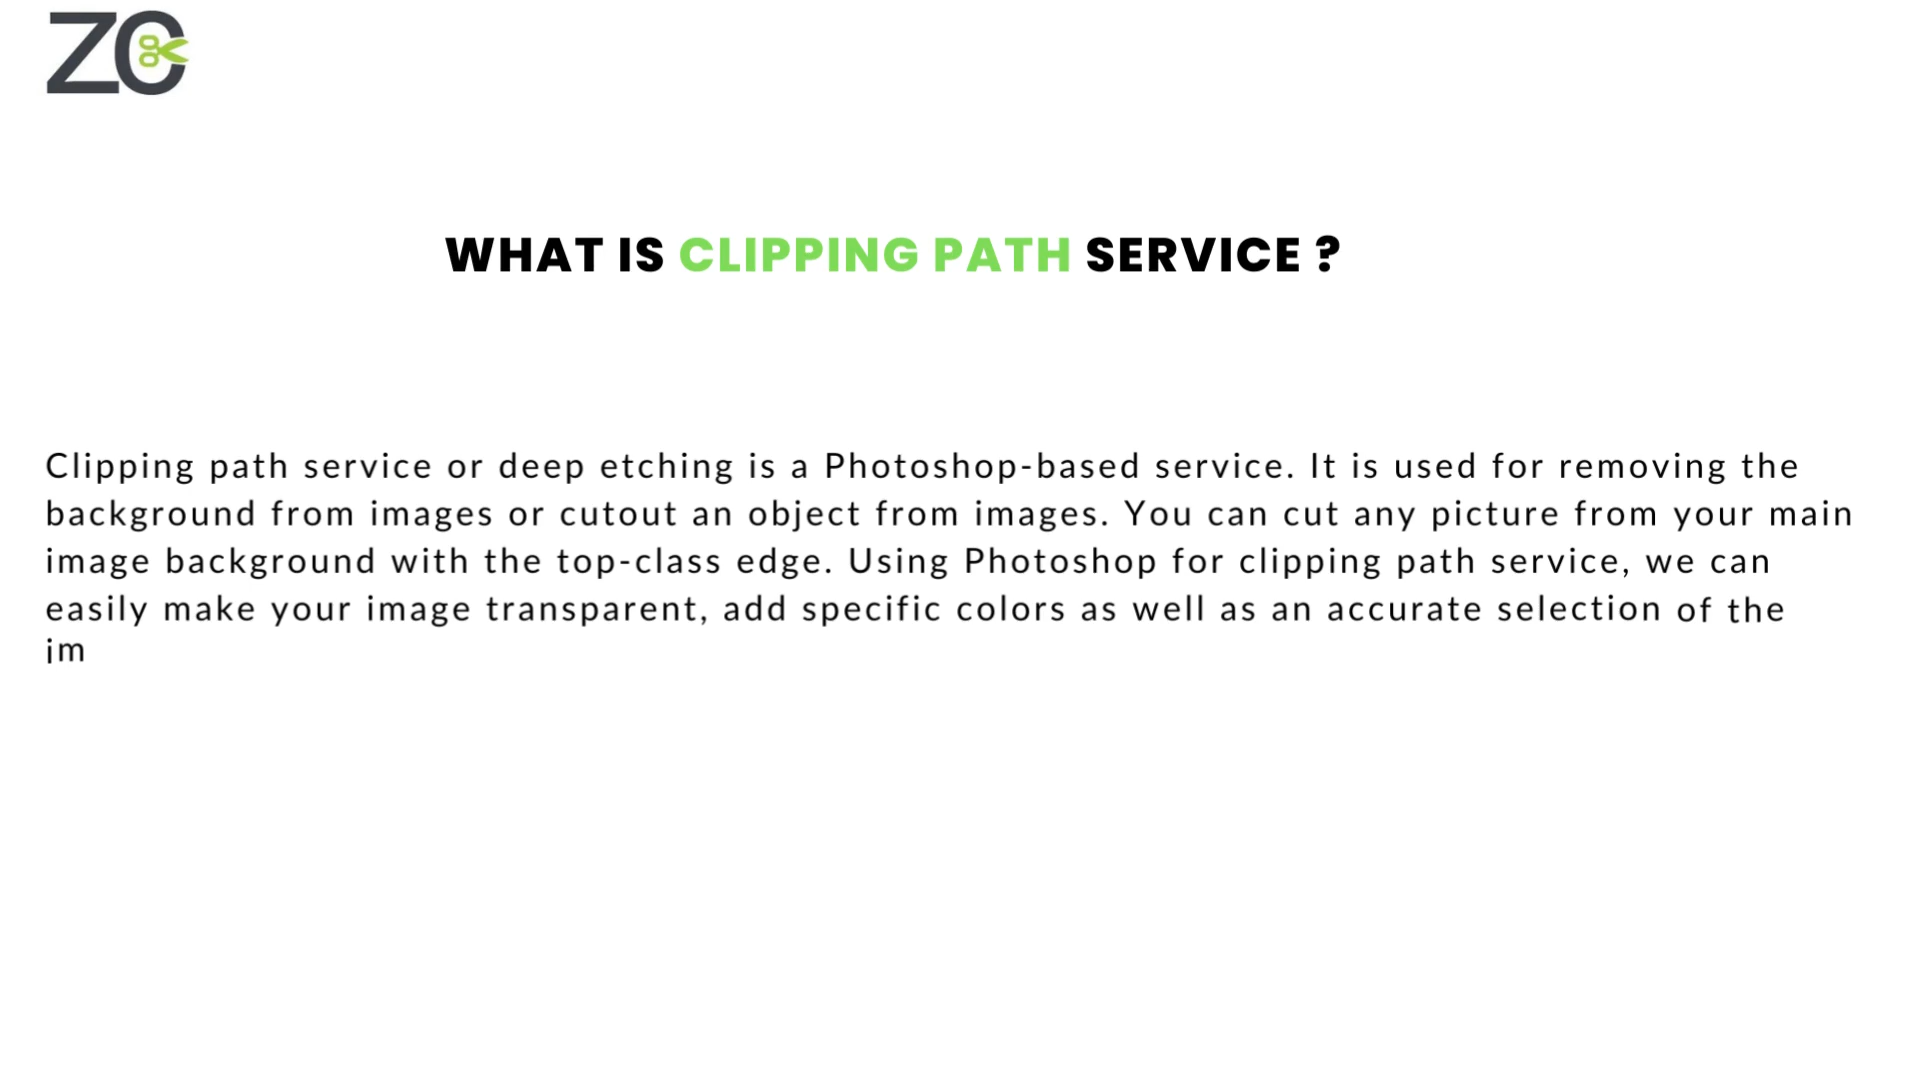 ZC
WHAT IS CLIPPING PATH SERVICE ?
Clipping path service or deep etching is a Photoshop-based service. It is used for removing the
background from images or cutout an object from images. You can cut any picture from your main
image background with the top-class edge. Using Photoshop for clipping path service, we can
easily make your image transparent, add specific colors as well as an accurate selection of the
im